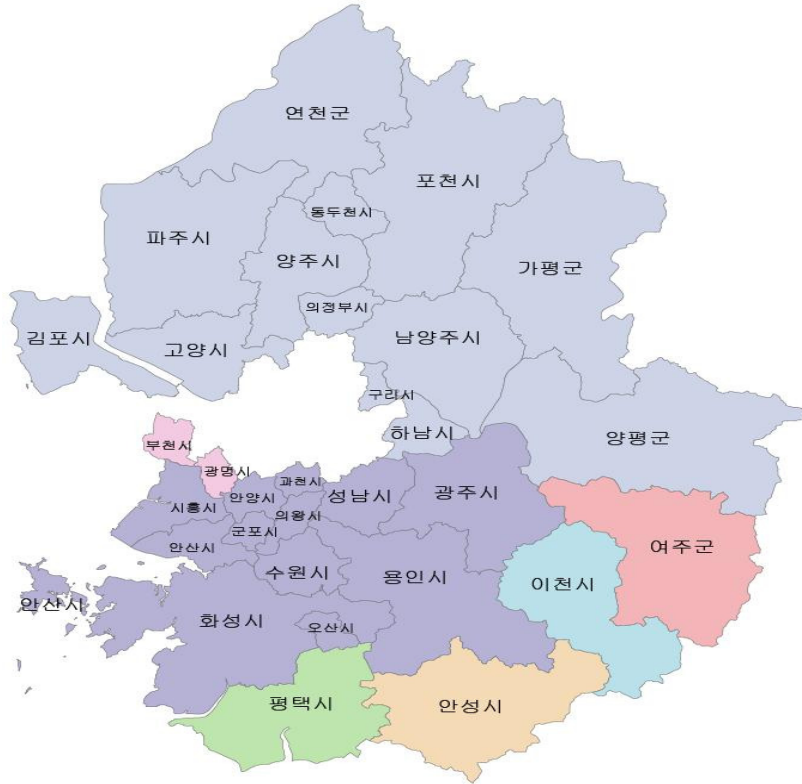 연천군
포천시
동두천시
파주시
양주시
가평군
의정부시
김포시
고양시
남양주시
구리시
하남시
양평군
부천시
광명시
과천시
성남시
광주시
시흥시
안양시
의왕시
군포시
안산시
여주군
수원시
용인시
이천시
안산시
화성시
오산시
평택시
안성시